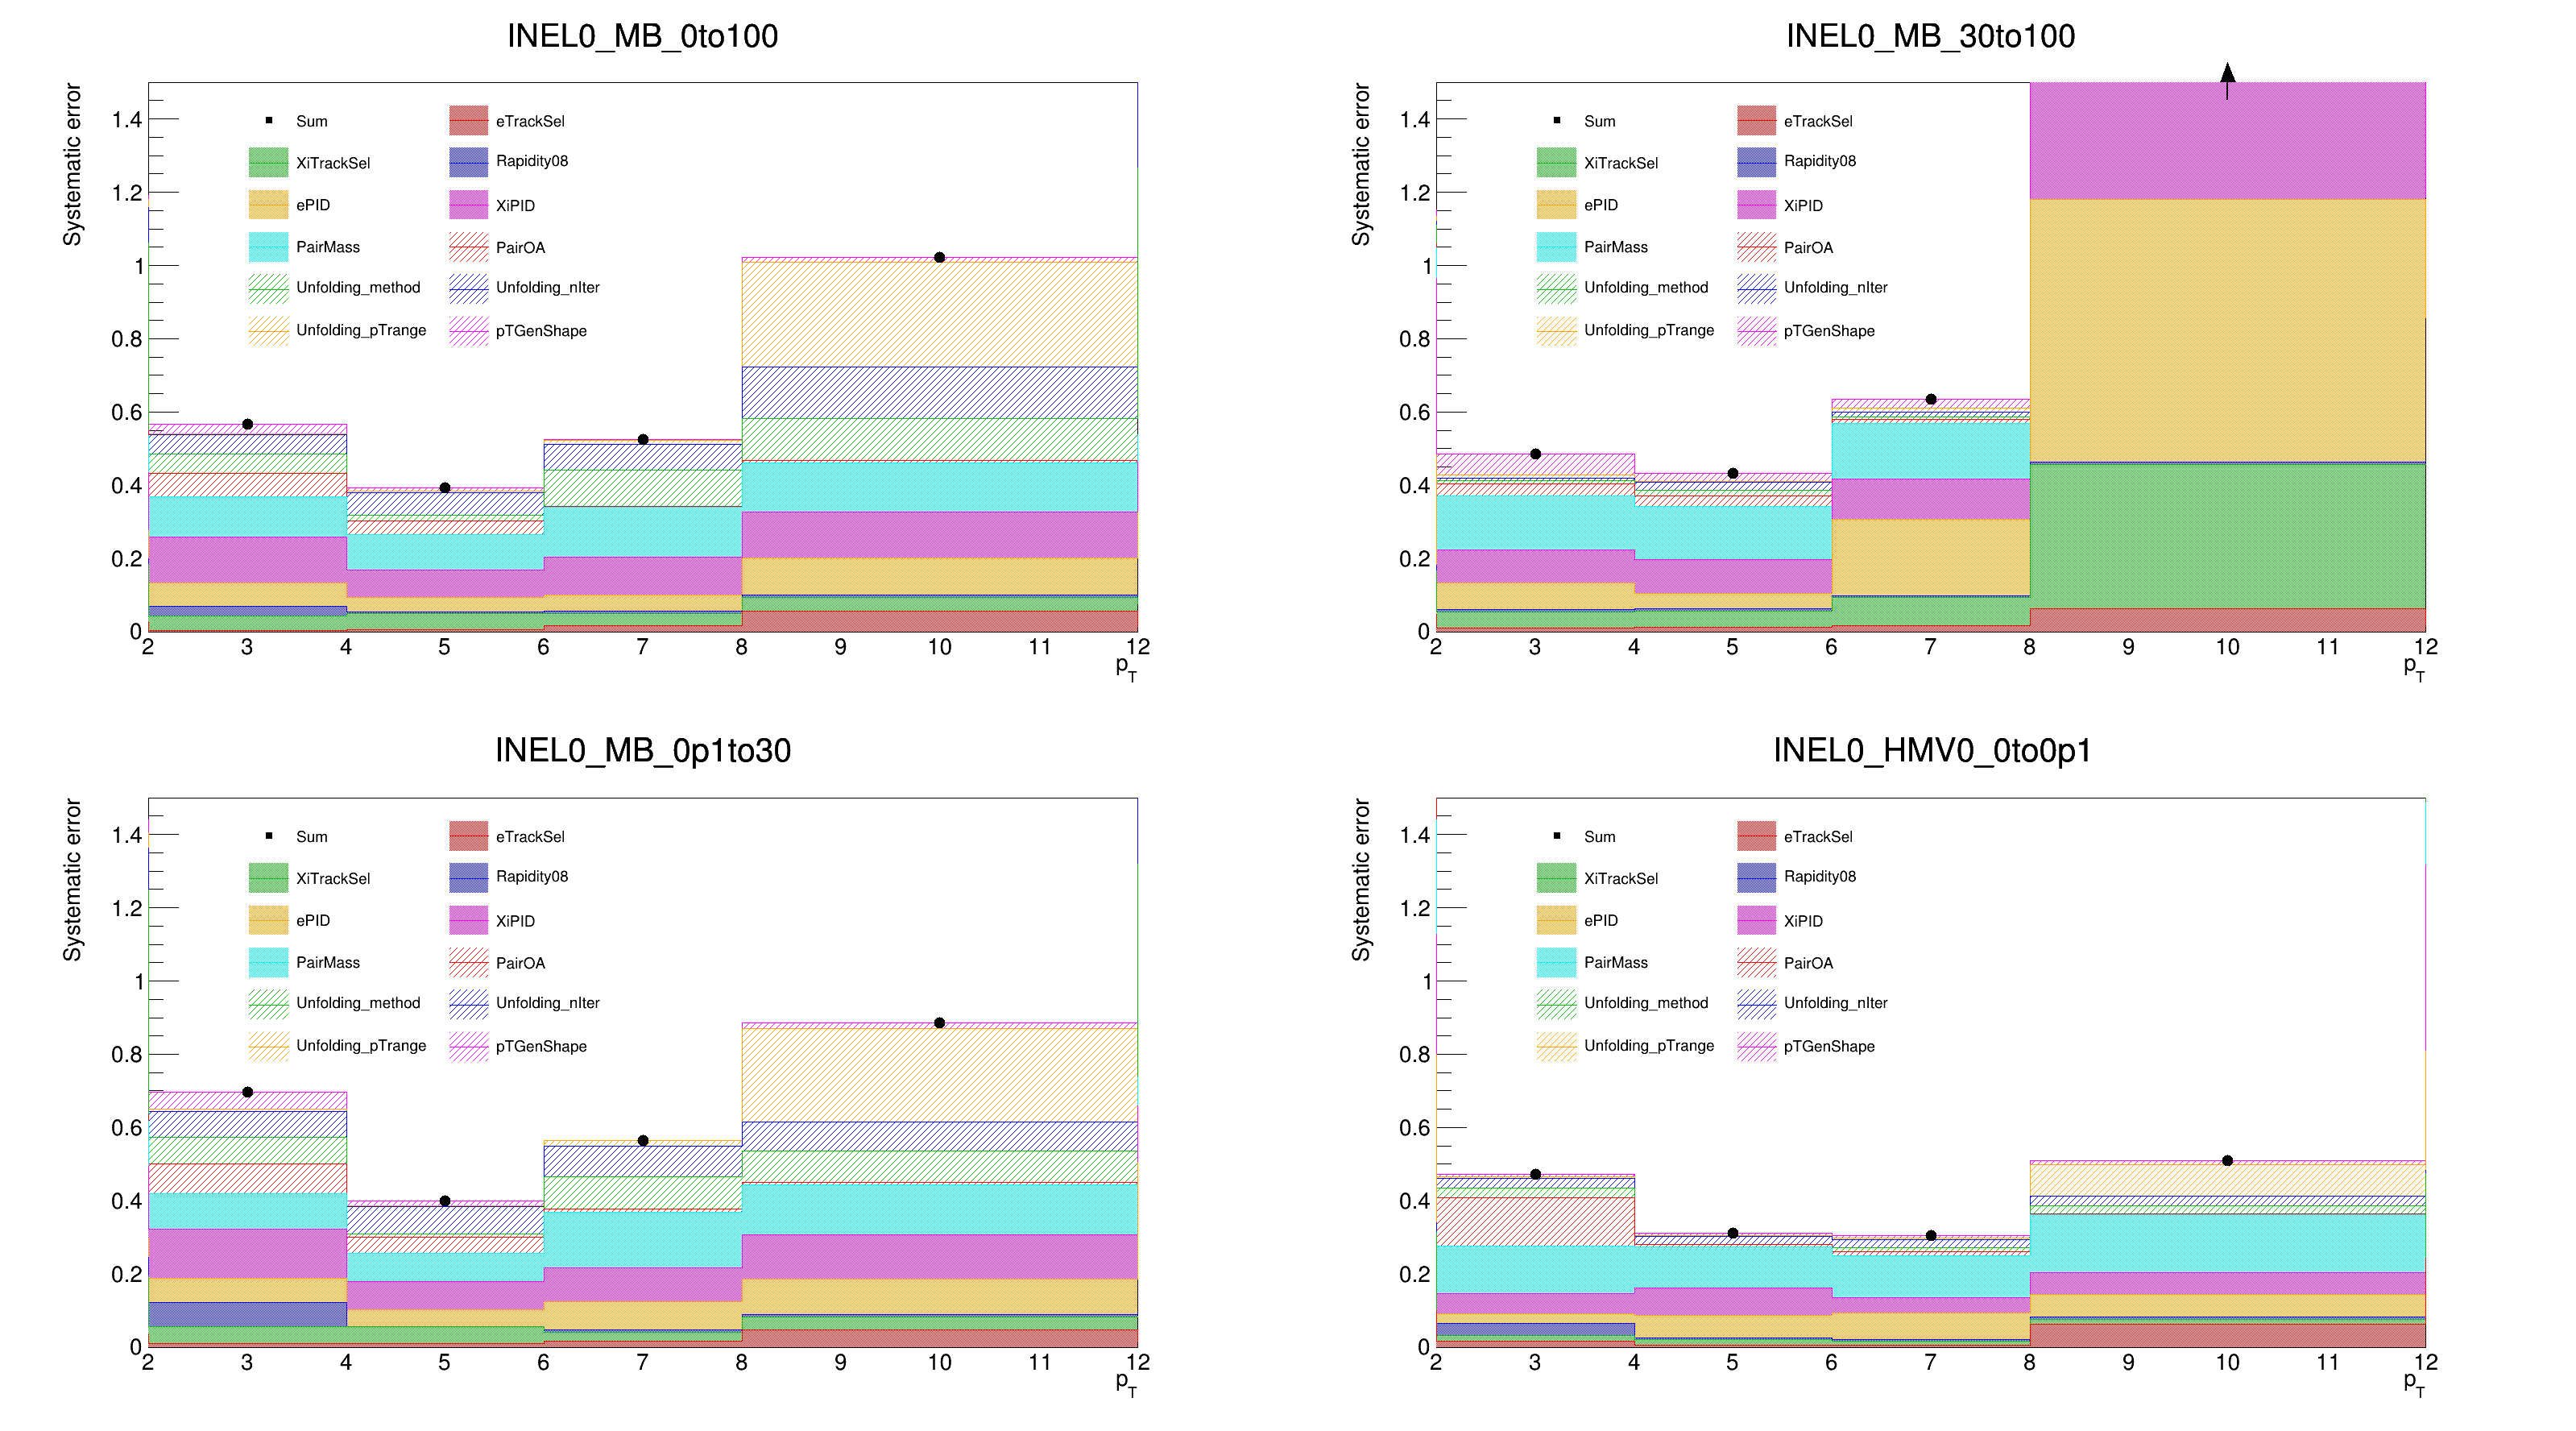 INEL0_MB_0to100
Systematic error
1.4
1.2
1
0.8
0.6
0.4
0.2
0
Sum
eTrackSel
XiTrackSel
Rapidity08
ePID
XiPID
PairMass
PairOA
Unfolding_method
Unfolding_nIter
Unfolding_pTrange
pTGenShape
2 3 4 5 6 7 8 9 10 11 12
pT
INEL0_MB_30to100
Systematic error
1.4
1.2
1
0.8
0.6
0.4
0.2
0
Sum
eTrackSel
XiTrackSel
Rapidity08
ePID
XiPID
PairMass
PairOA
Unfolding_method
Unfolding_nIter
Unfolding_pTrange
pTGenShape
2 3 4 5 6 7 8 9 10 11 12
pT
INEL0_MB_0p1to30
Systematic error
1.4
1.2
1
0.8
0.6
0.4
0.2
0
Sum
eTrackSel
XiTrackSel
Rapidity08
ePID
XiPID
PairMass
PairOA
Unfolding_method
Unfolding_nIter
Unfolding_pTrange
pTGenShape
2 3 4 5 6 7 8 9 10 11 12
pT
INEL0_HMV0_0to0p1
Systematic error
1.4
1.2
1
0.8
0.6
0.4
0.2
0
Sum
eTrackSel
XiTrackSel
Rapidity08
ePID
XiPID
PairMass
PairOA
Unfolding_method
Unfolding_nIter
Unfolding_pTrange
pTGenShape
2 3 4 5 6 7 8 9 10 11 12
pT